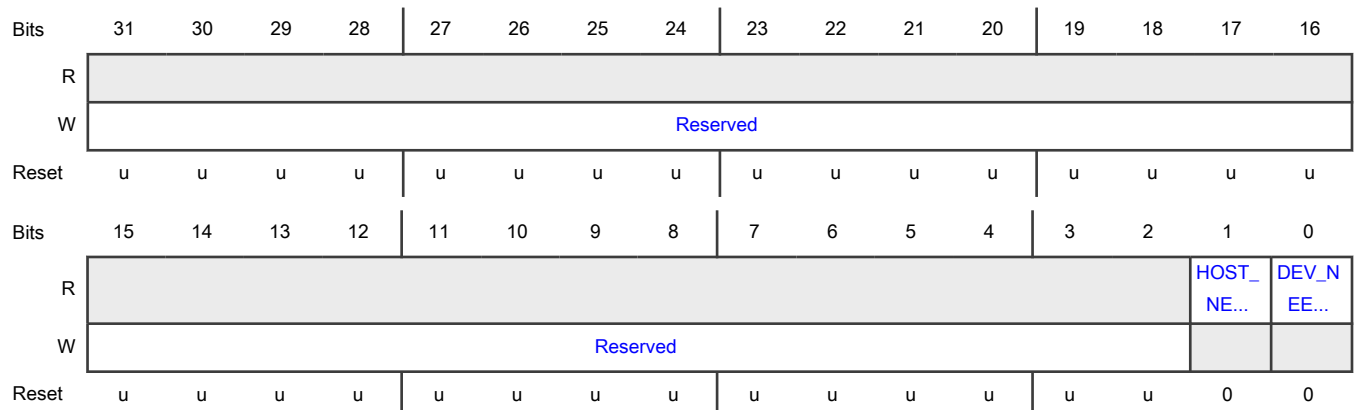 Bits 31 30 29 28 27 26 25 24 23 22 21 20 19 18 17 16
R
W Reserved
Reset u u u u u u u u u u u u u u u u
Bits 15 14 13 12 11 10 9 8 7 6 5 4 3 2 1 0
R HOST_ NE... DEV_N EE...
W Reserved
Reset u u u u u u u u u u u u u u 0 0